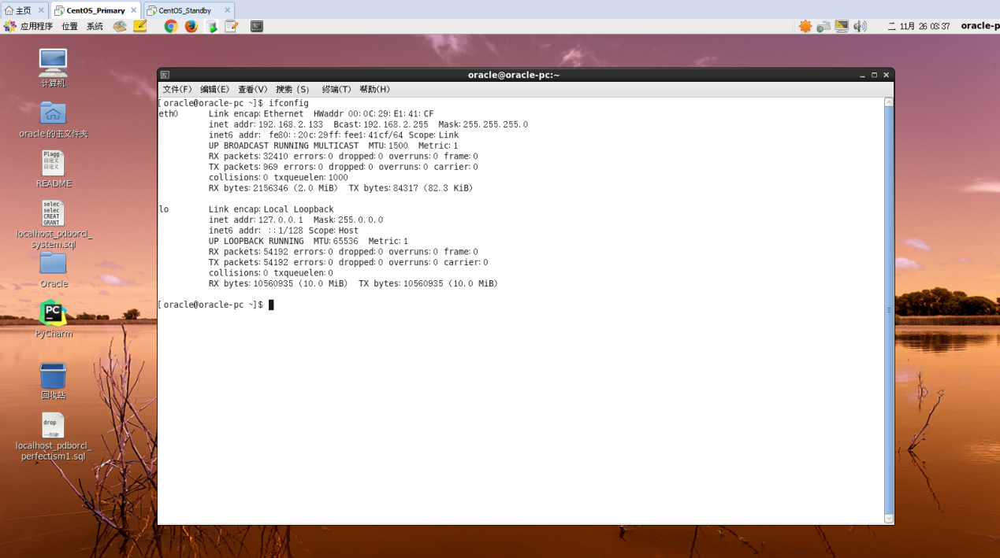 主页
CentOS_Primary
CentOS_Standby
应用程序 位置 系统
二 11月 26 03:37 oracle-p
计算机
oracle 的主文件夹
Plagg
自定义
自定义
README
selec
selec
CREAT
GRANT
localhost_pdborcl_
system.sql
Oracle
PC
PyCharm
回收站
drop
localhost_pdborcl_
perfectism1.sql
oracle@oracle-pc:~
文件(F) 编辑(E) 查看(V) 搜索 (S) 终端(T) 帮助(H)
[oracle@oracle-pc ~]$ ifconfig
eth0 Link encap:Ethernet HWaddr 00:0C:29:E1:41:CF
inet addr:192.168.2.133 Bcast:192.168.2.255 Mask:255.255.255.0
inet6 addr: fe80::20c:29ff:fee1:41cf/64 Scope:Link
UP BROADCAST RUNNING MULTICAST MTU:1500 Metric:1
RX packets:32410 errors:0 dropped:0 overruns:0 frame:0
TX packets:969 errors:0 dropped:0 overruns:0 carrier:0
collisions:0 txqueuelen:1000
RX bytes:2156346 (2.0 MiB) TX bytes:84317 (82.3 KiB)
lo Link encap:Local Loopback
inet addr:127.0.0.1 Mask:255.0.0.0
inet6 addr: ::1/128 Scope:Host
UP LOOPBACK RUNNING MTU:65536 Metric:1
RX packets:54192 errors:0 dropped:0 overruns:0 frame:0
TX packets:54192 errors:0 dropped:0 overruns:0 carrier:0
collisions:0 txqueuelen:0
RX bytes:10560935 (10.0 MiB) TX bytes:10560935 (10.0 MiB)
[oracle@oracle-pc ~]$